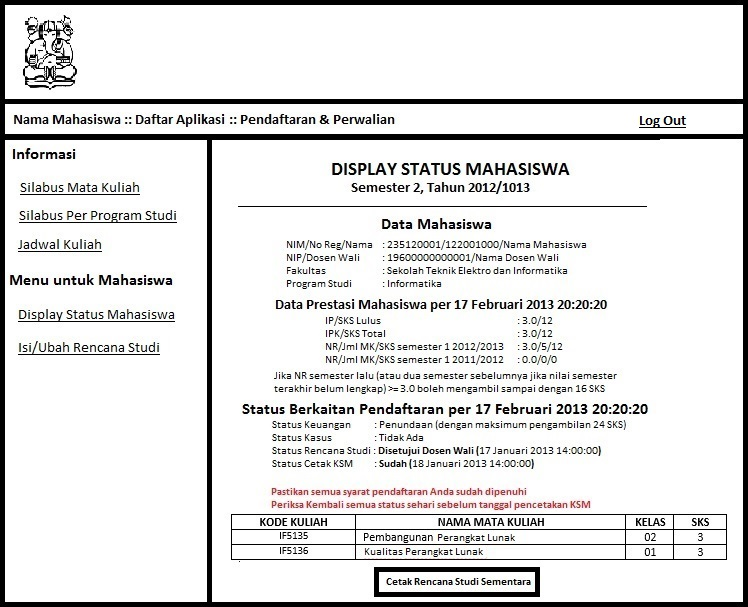 Nama Mahasiswa :: Daftar Aplikasi :: Pendaftaran & Perwalian Log Out
Informasi
Silabus Mata Kuliah
Silabus Per Program Studi
Jadwal Kuliah
Menu untuk Mahasiswa
Display Status Mahasiswa
Isi/Ubah Rencana Studi
DISPLAY STATUS MAHASISWA
Semester 2, Tahun 2012/1013
Data Mahasiswa
NIM/No Reg/Nama : 235120001/122001000/Nama Mahasiswa
NIP/Dosen Wali : 19600000000001/Nama Dosen Wali
Fakultas : Sekolah Teknik Elektro dan Informatika
Program Studi : Informatika
Data Prestasi Mahasiswa per 17 Februari 2013 20:20:20
IP/SKS Lulus : 3.0/12
IPK/SKS Total : 3.0/12
NR/Jml MK/SKS semester 1 2012/2013 : 3.0/5/12
NR/Jml MK/SKS semester 1 2011/2012 : 0.0/0/0
Jika NR semester lalu (atau dua semester sebelumnya jika nilai semester
terakhir belum lengkap) >= 3.0 boleh mengambil sampai dengan 16 SKS
Status Berkaitan Pendaftaran per 17 Februari 2013 20:20:20
Status Keuangan : Penundaan (dengan maksimum pengambilan 24 SKS)
Status Kasus : Tidak Ada
Status Rencana Studi : Disetujui Dosen Wali (17 Januari 2013 14:00:00)
Status Cetak KSM : Sudah (18 Januari 2013 14:00:00)
Pastikan semua syarat pendaftaran Anda sudah dipenuhi
Periksa Kembali semua status sehari sebelum tanggal pencetakan KSM
KODE KULIAH NAMA MATA KULIAH KELAS SKS
IF5135 Pembangunan Perangkat Lunak 02 3
IF5136 Kualitas Perangkat Lunak 01 3
Cetak Rencana Studi Sementara